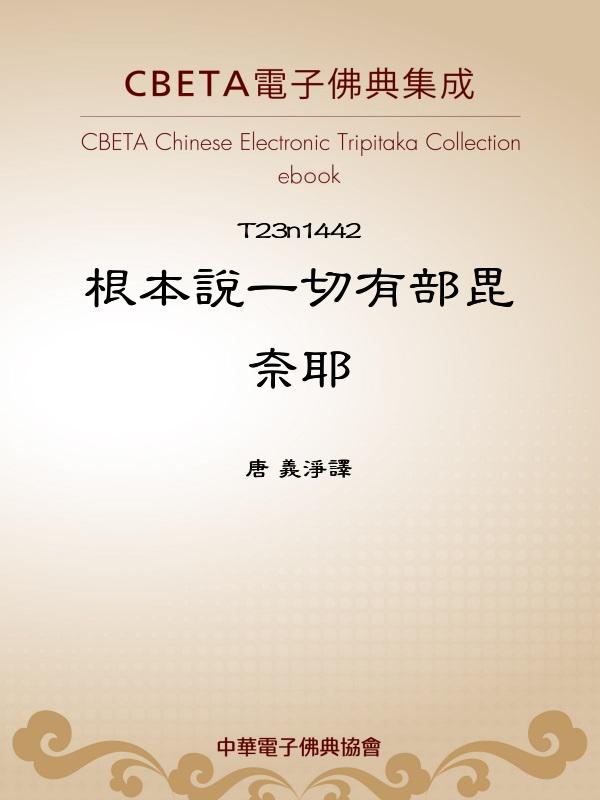 CBETA電子佛典集成
CBETA Chinese Electronic Tripitaka Collection
ebook
T23n1442
根本說一切有部毘
奈耶
唐 義淨譯
中華電子佛典協會